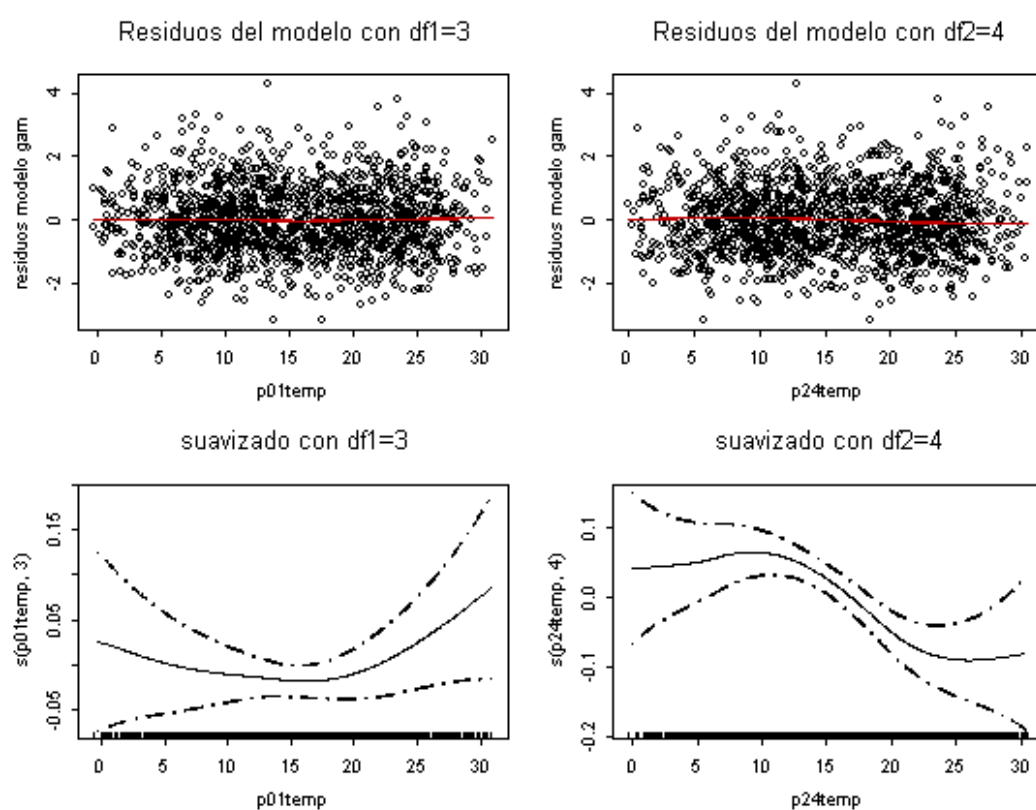 Residuos del modelo con df1=3
residuos modelo gam
4
2
0
-2
0 5 10 15 20 25 30
p01temp
Residuos del modelo con df2=4
residuos modelo gam
4
2
0
-2
0 5 10 15 20 25 30
p24temp
suavizado con df1=3
s(p01temp, 3)
0.15
0.05
-0.05
0 5 10 15 20 25 30
p01temp
suavizado con df2=4
s(p24temp, 4)
0.1
0.0
-0.1
-0.2
0 5 10 15 20 25 30
p24temp